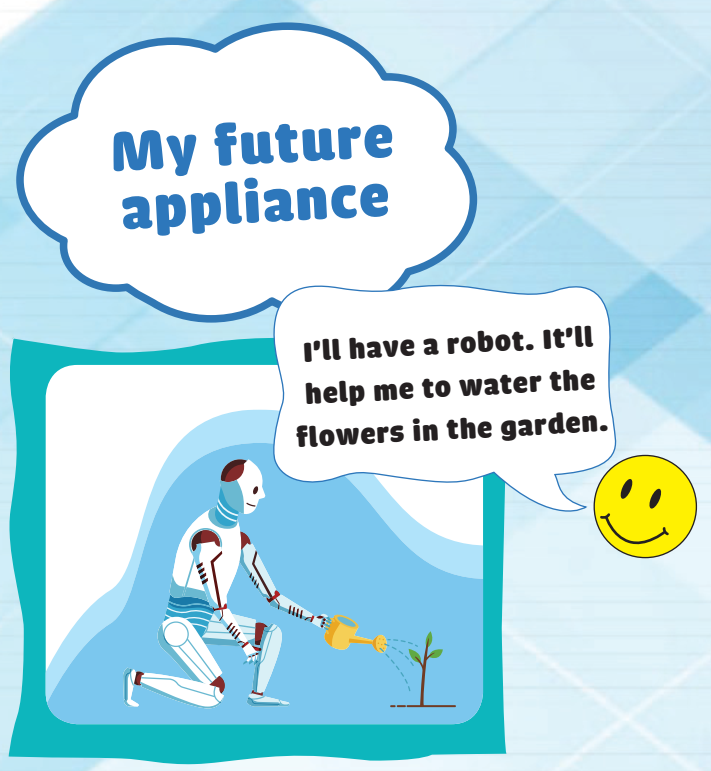 My future
appliance
I'll have a robot. It'll
help me to water the
flowers in the garden.